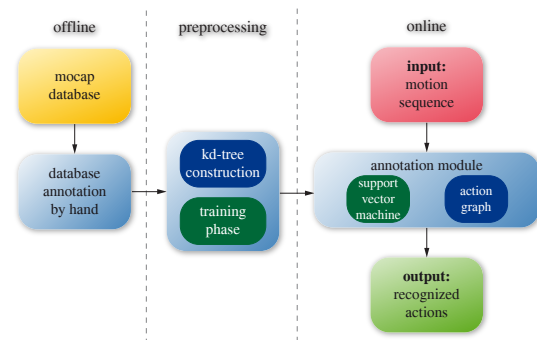 offline
preprocessing
online
mocap
database
database
annotation
by hand
kd-tree
construction
training
phase
input:
motion
sequence
annotation module
support
vector
machine
action
graph
output:
recognized
actions